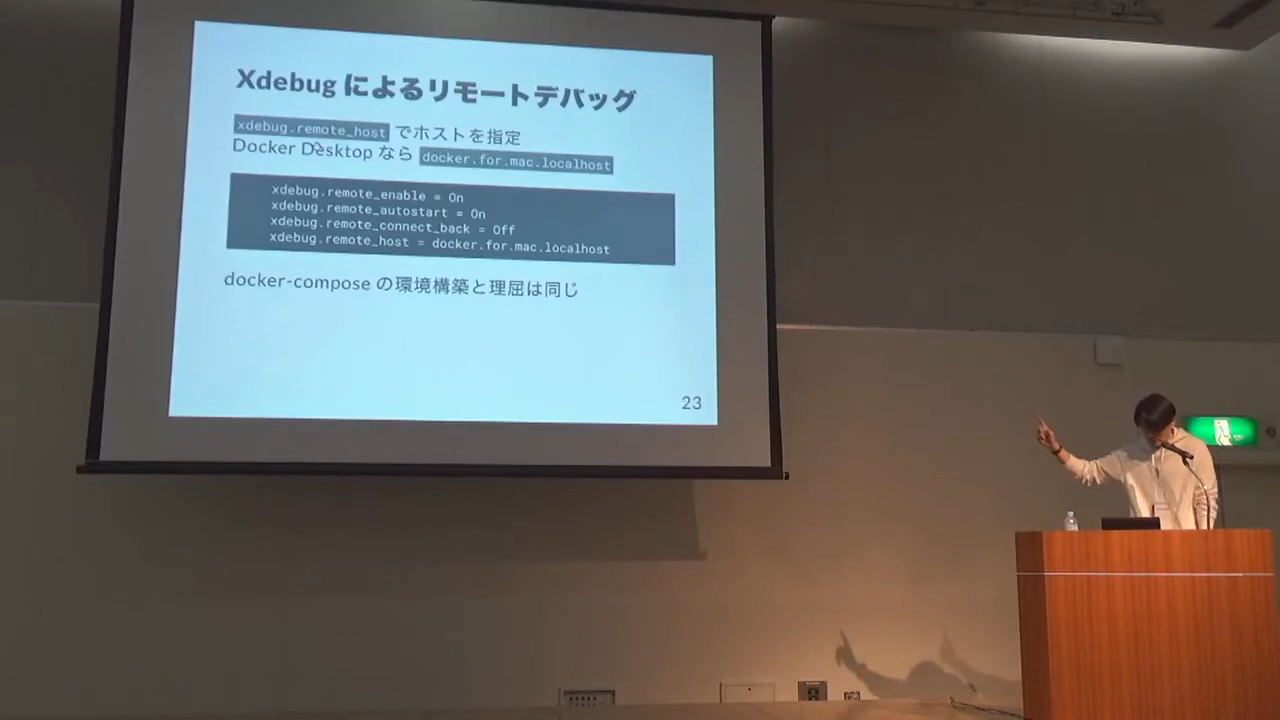 Xdebug によるリモートデバッグ
xdebug.remote_host でホストを指定
Docker Desktop なら docker.for.mac.localhost
xdebug.remote_enable = On
xdebug.remote_autostart = On
xdebug.remote_connect_back = Off
xdebug.remote_host = docker.for.mac.localhost
docker-compose の環境構築と理屈は同じ
23